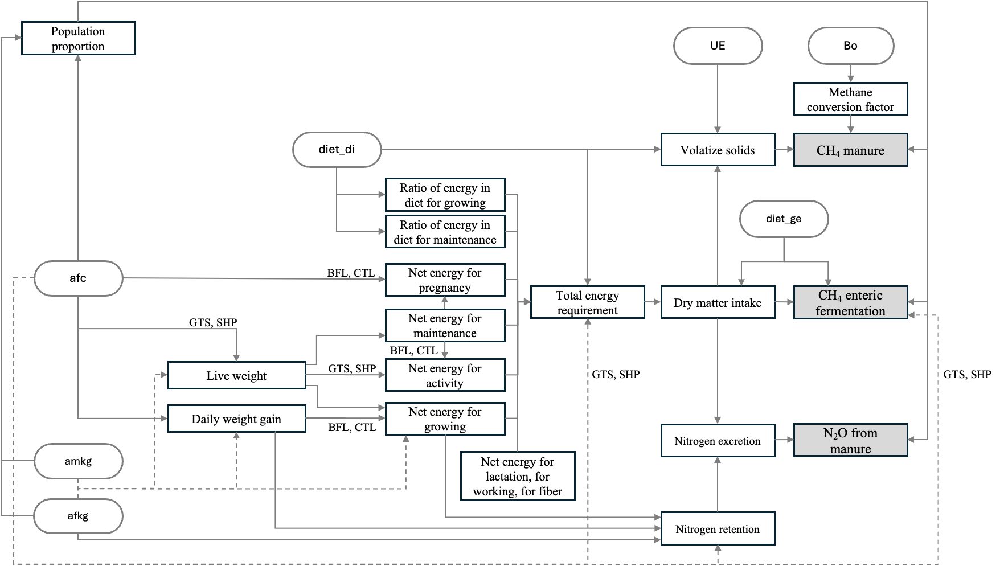 Population
proportion
UE
Bo
Methane
conversion factor
diet_di
Volatize solids
CH₄ manure
Ratio of energy in
diet for growing
diet_ge
Ratio of energy in
diet for maintenance
afc
BFL, CTL
Net energy for
pregnancy
Total energy
requirement
Dry matter intake
CH₄ enteric
fermentation
GTS, SHP
Net energy for
maintenance
BFL, CTL
Live weight
GTS, SHP
Net energy for
activity
GTS, SHP
GTS, SHP
Daily weight gain
BFL, CTL
Net energy for
growing
Nitrogen excretion
N₂O from
manure
amkg
Net energy for
lactation, for
working, for fiber
afkg
Nitrogen retention